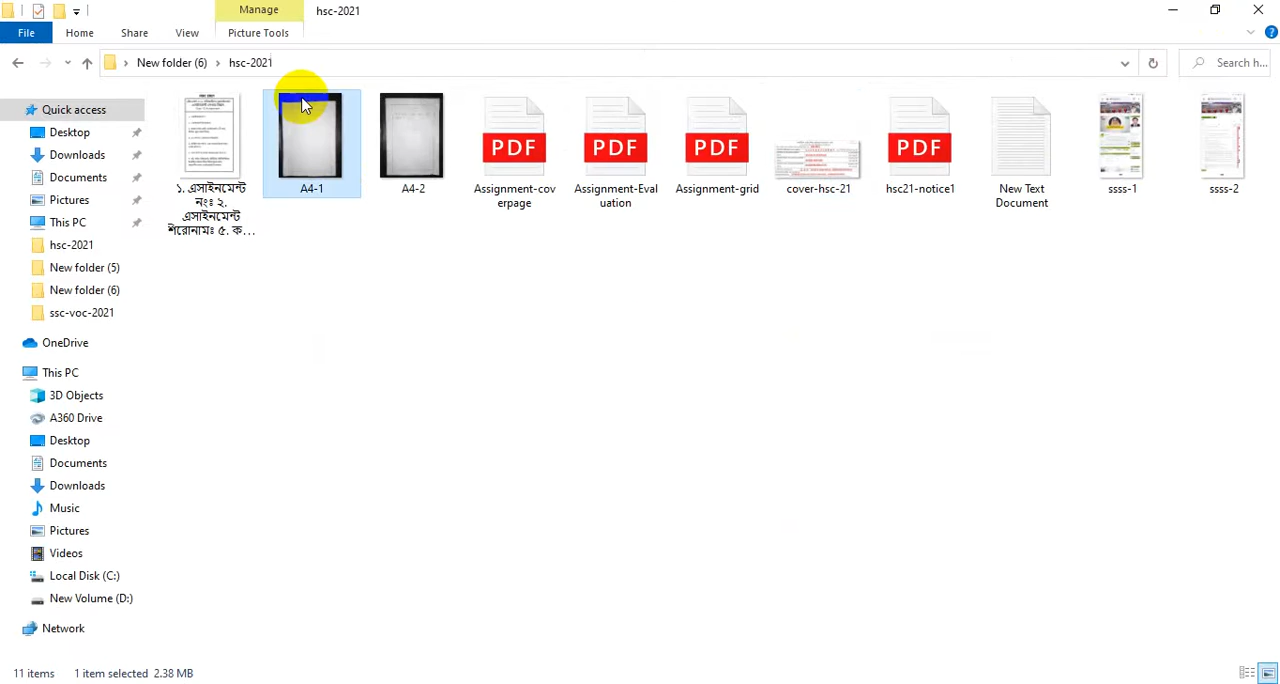 Manage
hsc-2021
File
Home
Share
View
Picture Tools
New folder (6)
hsc-2021
Search h...
Quick access
Desktop
Downloads
Documents
Pictures
This PC
hsc-2021
New folder (5)
New folder (6)
ssc-voc-2021
OneDrive
This PC
3D Objects
A360 Drive
Desktop
Documents
Downloads
Music
Pictures
Videos
Local Disk (C:)
New Volume (D:)
Network
১. এসাইনমেন্ট
নংঃ ২.
এসাইনমেন্ট
শিরোনামঃ ৫. ক...
A4-1
A4-2
PDF
Assignment-cov
erpage
PDF
Assignment-Eval
uation
PDF
Assignment-grid
cover-hsc-21
PDF
hsc21-notice1
New Text
Document
ssss-1
ssss-2
11 items
1 item selected 2.38 MB